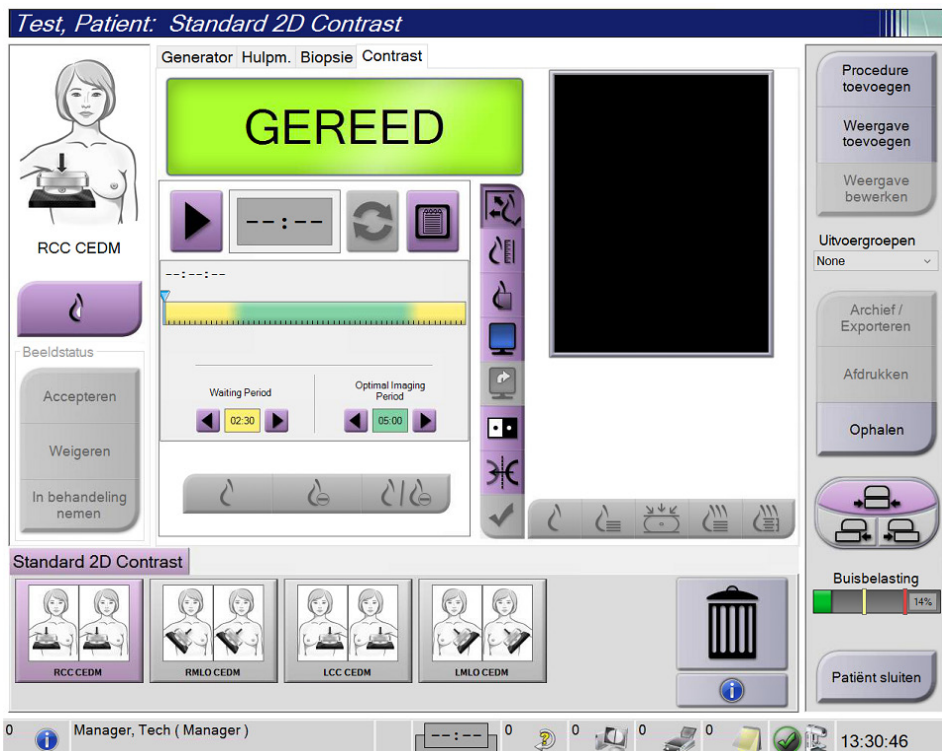 Test, Patient: Standard 2D Contrast
Generator Hulpm. Biopsie Contrast
GEREED
RCC CEDM
--:--
--:--:--
Waiting Period
02:30
Optimal Imaging
Period
05:00
Beeldstatus
Accepteren
Weigeren
In behandeling
nemen
Procedure
toevoegen
Weergave
toevoegen
Weergave
bewerken
Uitvoergroepen
None
Archief /
Exporteren
Afdrukken
Ophalen
Buisbelasting
14%
Patiënt sluiten
Standard 2D Contrast
RCC CEDM
RMLO CEDM
LCC CEDM
LMLO CEDM
0
Manager, Tech ( Manager )
--:--
0
0
0
0
13:30:46